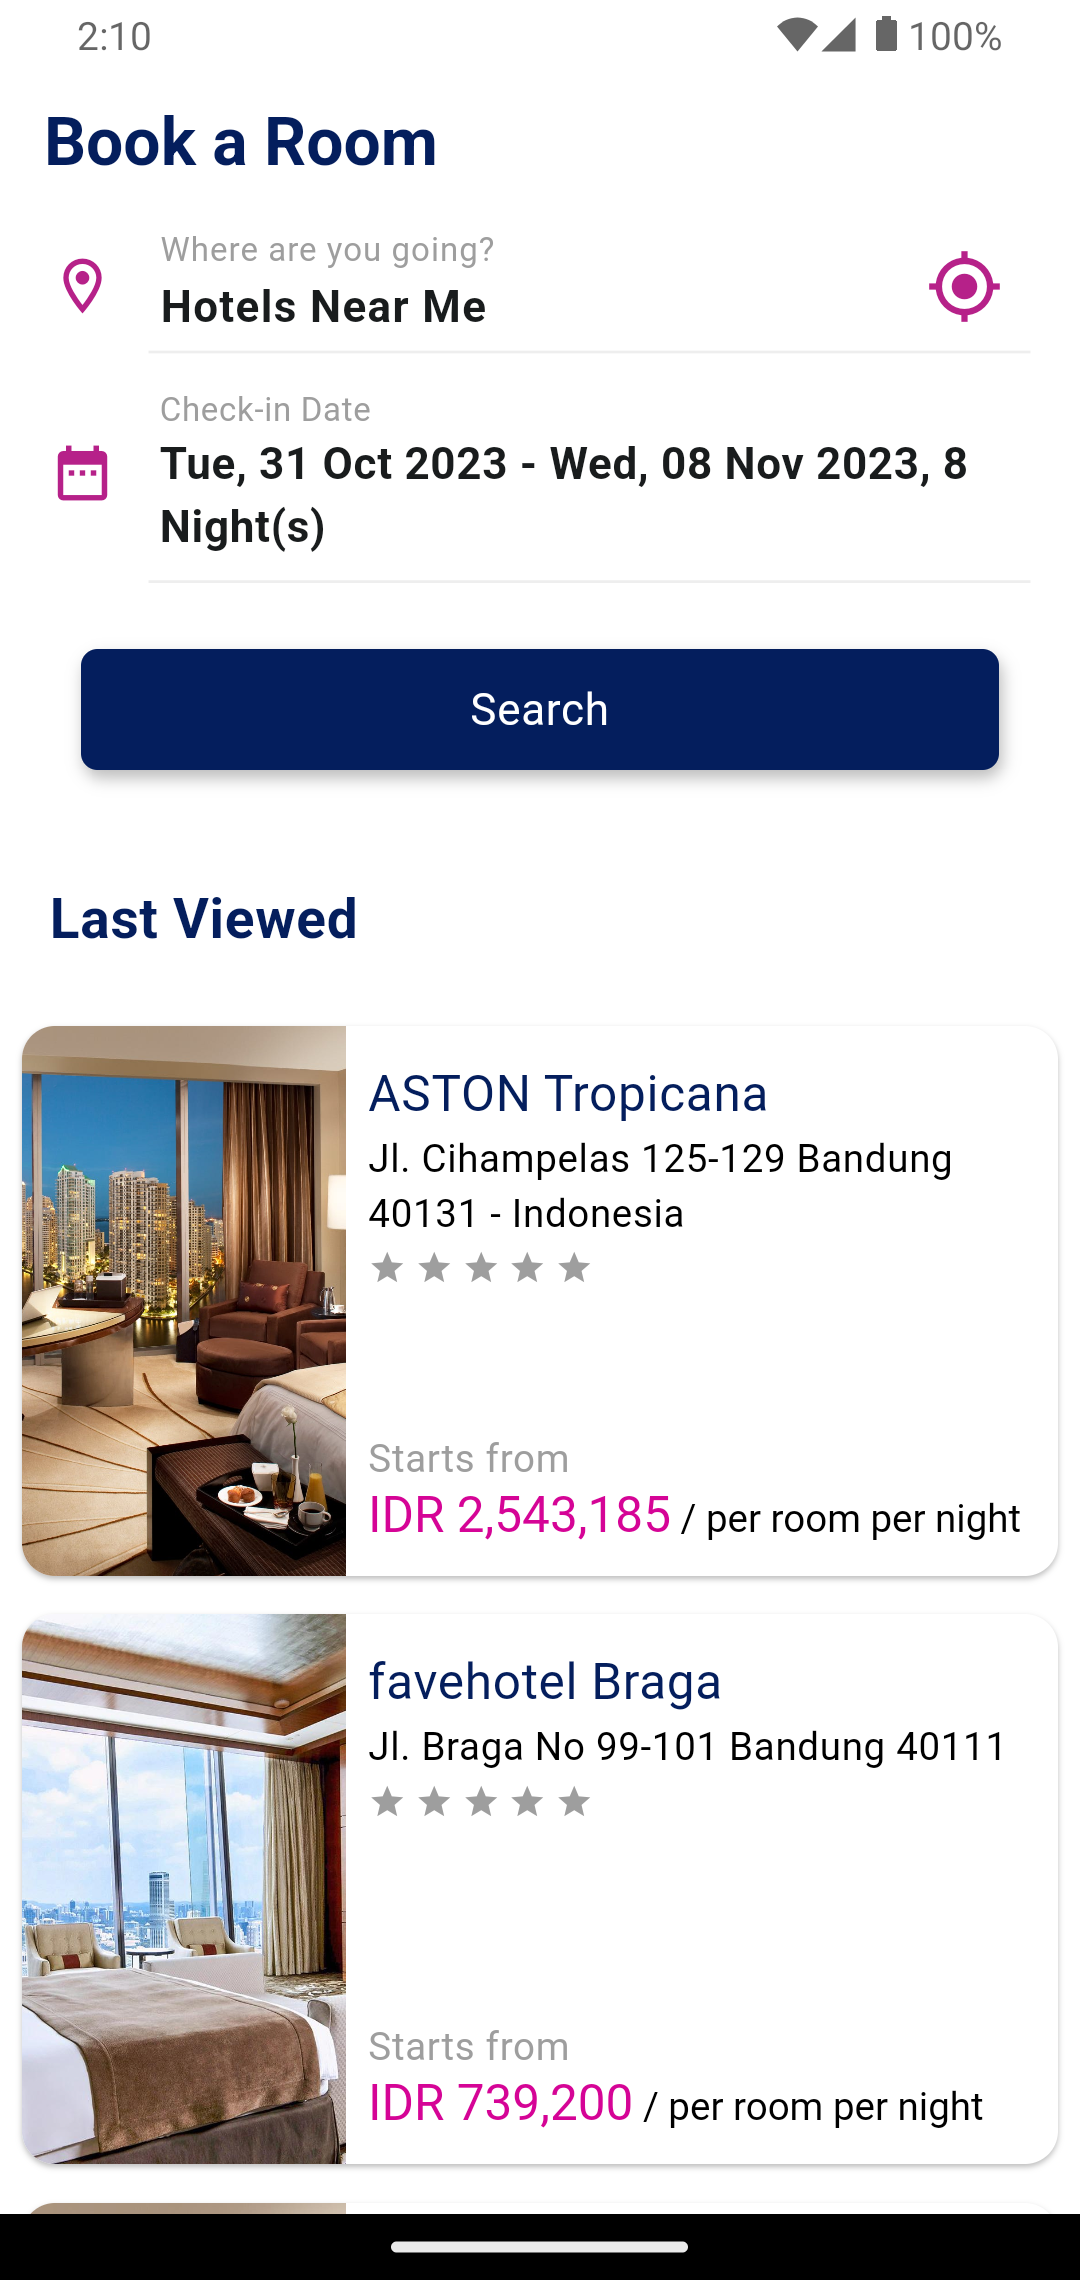 2:10
100%
Book a Room
Where are you going?
Hotels Near Me
Check-in Date
Tue, 31 Oct 2023 - Wed, 08 Nov 2023, 8
Night(s)
Search
Last Viewed
ASTON Tropicana
Jl. Cihampelas 125-129 Bandung
40131 - Indonesia
Starts from
IDR 2,543,185 / per room per night
favehotel Braga
Jl. Braga No 99-101 Bandung 40111
Starts from
IDR 739,200 / per room per night